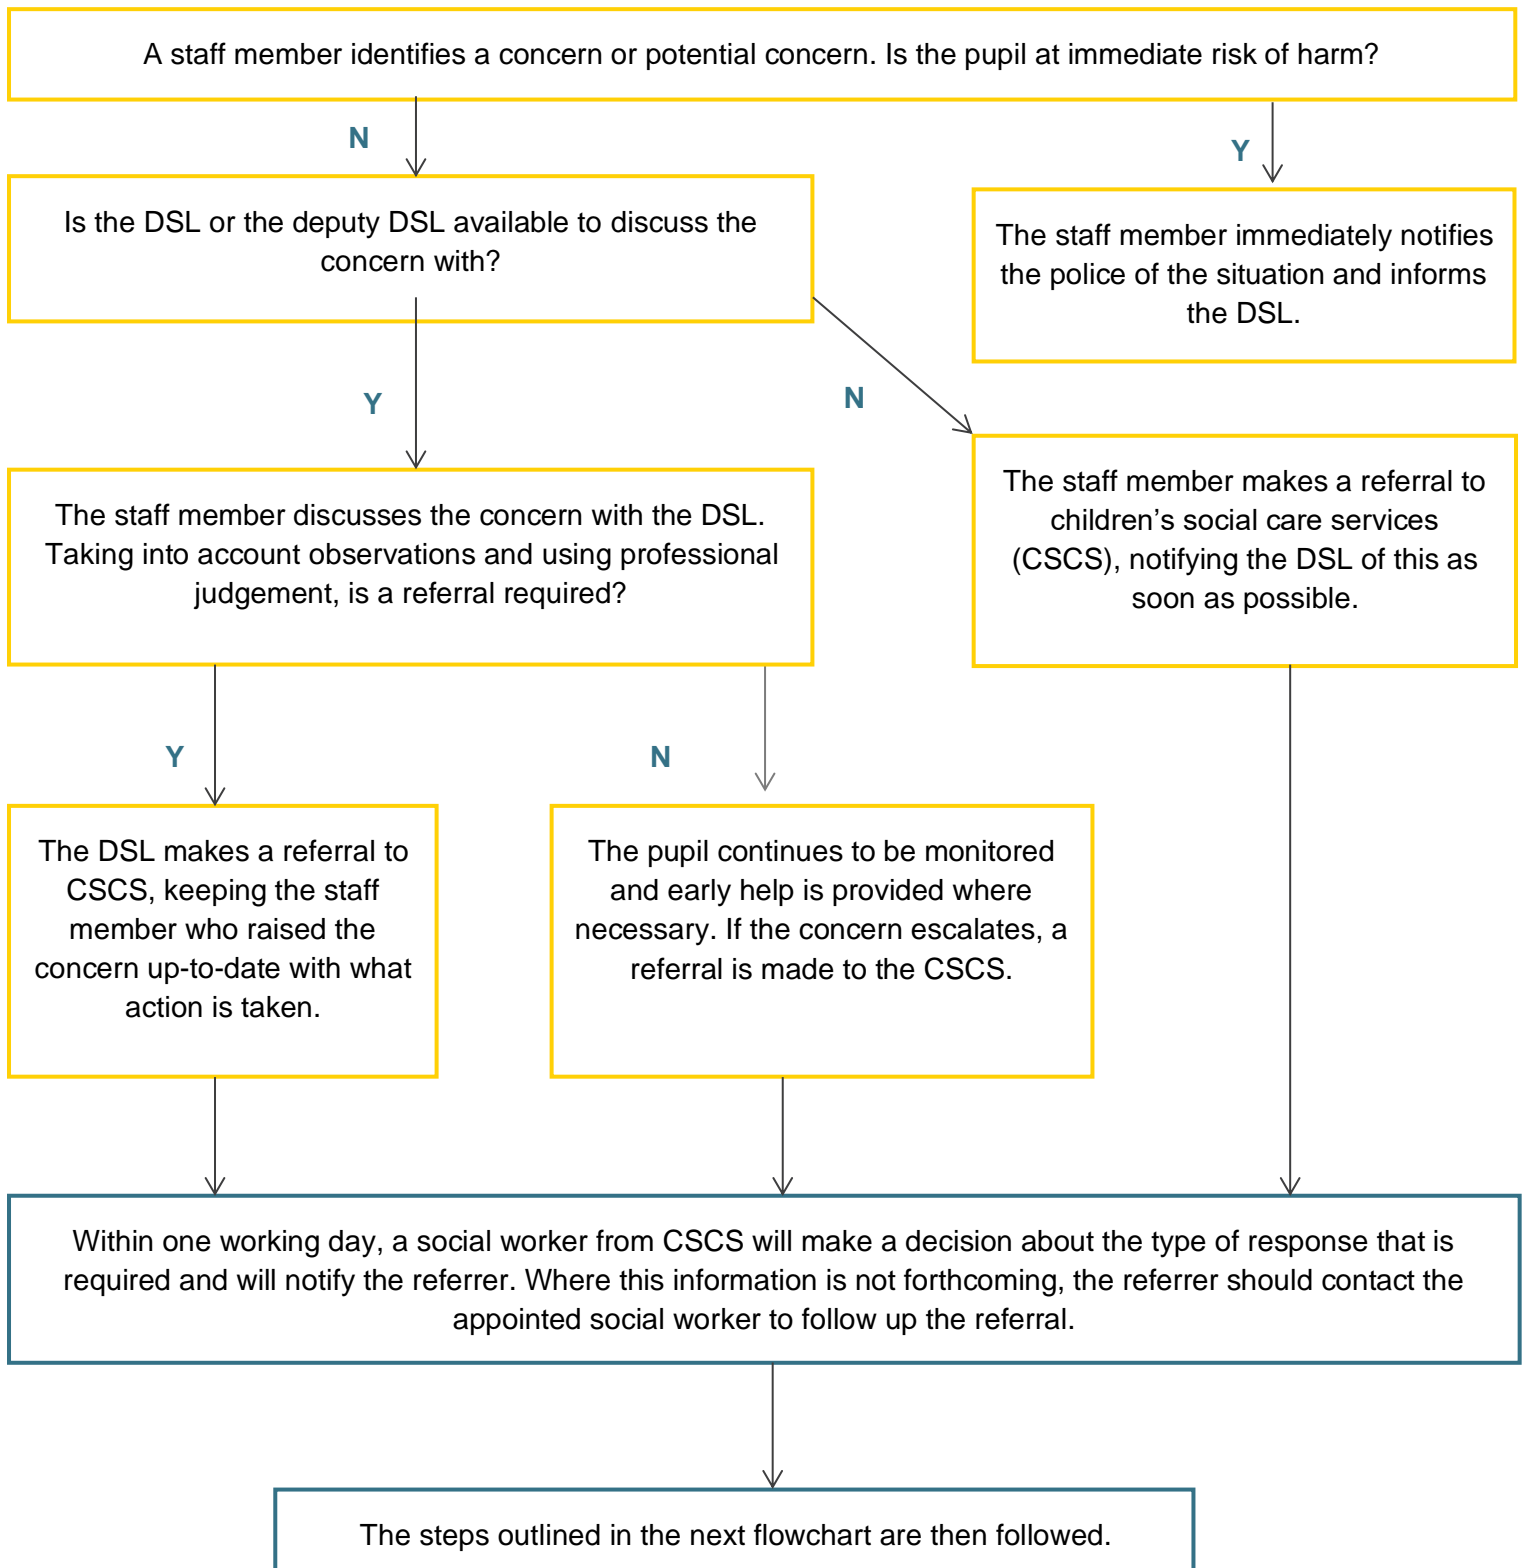 A staff member identifies a concern or potential concern. Is the pupil at immediate risk of harm?
N
Y
Is the DSL or the deputy DSL available to discuss the
concern with?
The staff member immediately notifies
the police of the situation and informs
the DSL.
Y
N
The staff member discusses the concern with the DSL.
Taking into account observations and using professional
judgement, is a referral required?
The staff member makes a referral to
children’s social care services
(CSCS), notifying the DSL of this as
soon as possible.
Y
N
The DSL makes a referral to
CSCS, keeping the staff
member who raised the
concern up-to-date with what
action is taken.
The pupil continues to be monitored
and early help is provided where
necessary. If the concern escalates, a
referral is made to the CSCS.
Within one working day, a social worker from CSCS will make a decision about the type of response that is
required and will notify the referrer. Where this information is not forthcoming, the referrer should contact the
appointed social worker to follow up the referral.
The steps outlined in the next flowchart are then followed.